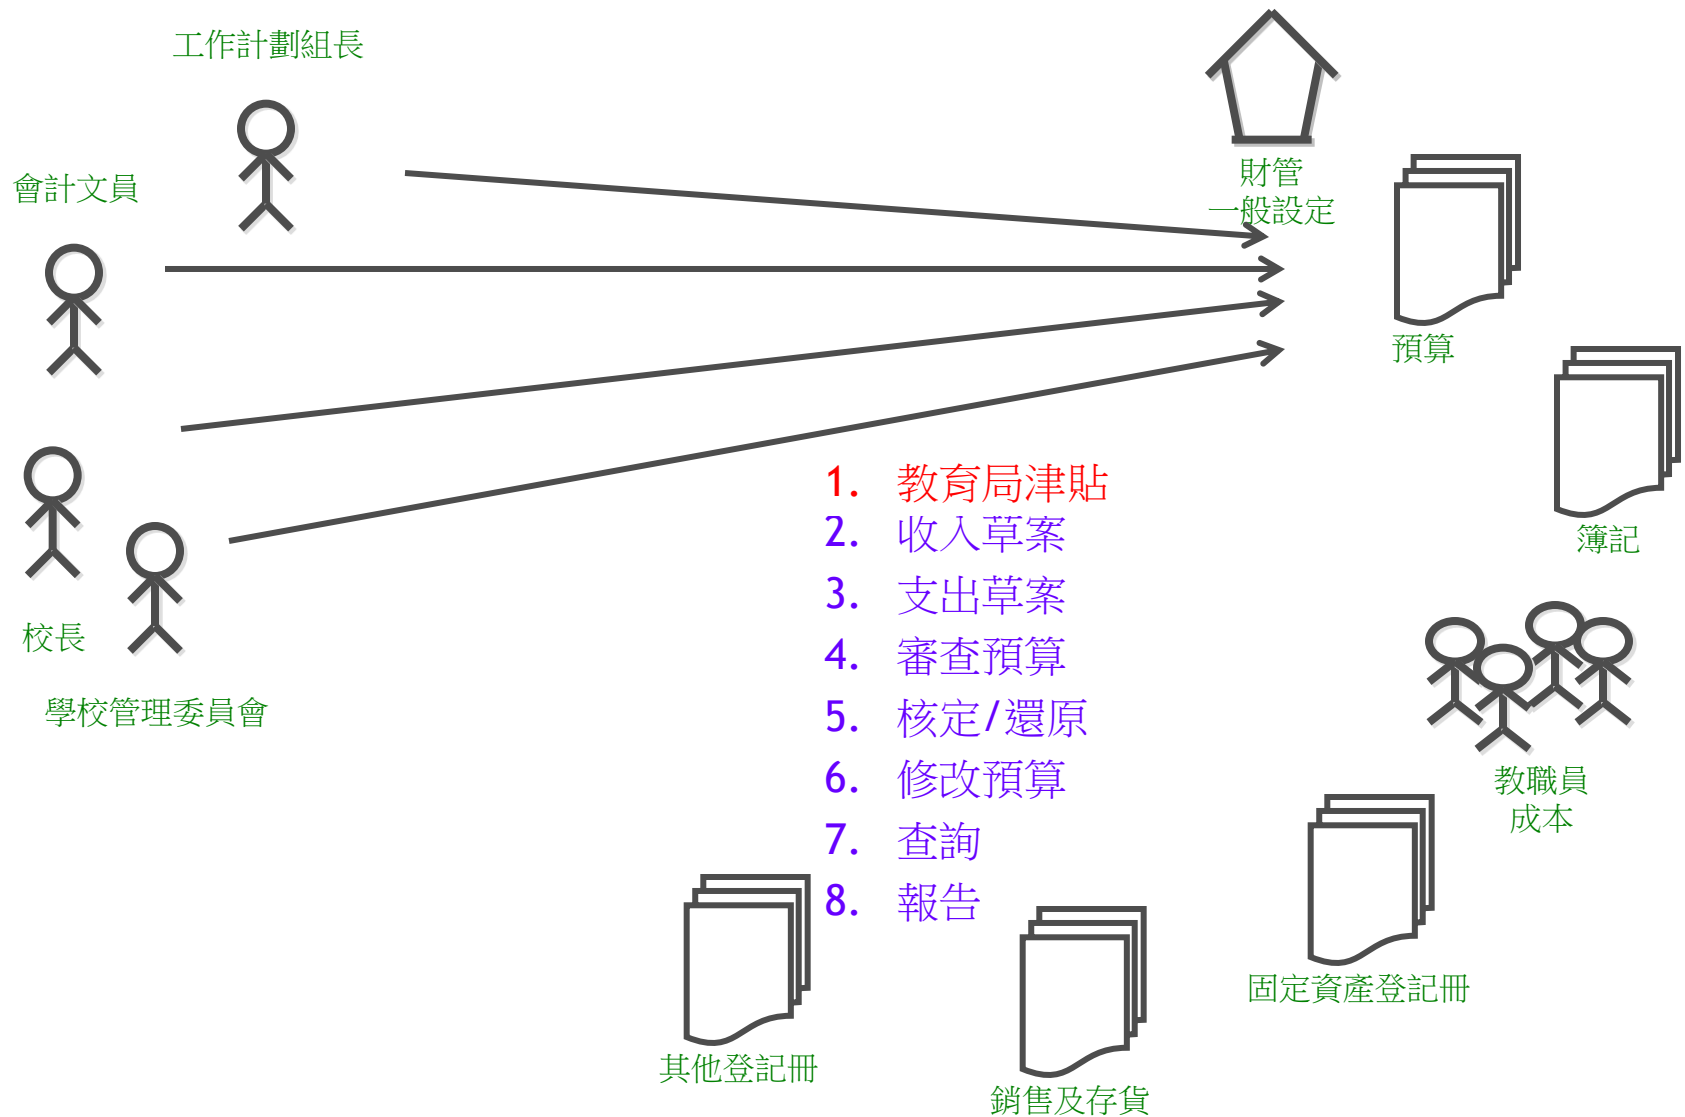 工作計劃組長
會計文員
財管
一般設定
預算
簿記
1. 教育局津貼
2. 收入草案
3. 支出草案
4. 審查預算
5. 核定/還原
6. 修改預算
7. 查詢
8. 報告
校長
學校管理委員會
教職員
成本
固定資產登記冊
其他登記冊
銷售及存貨